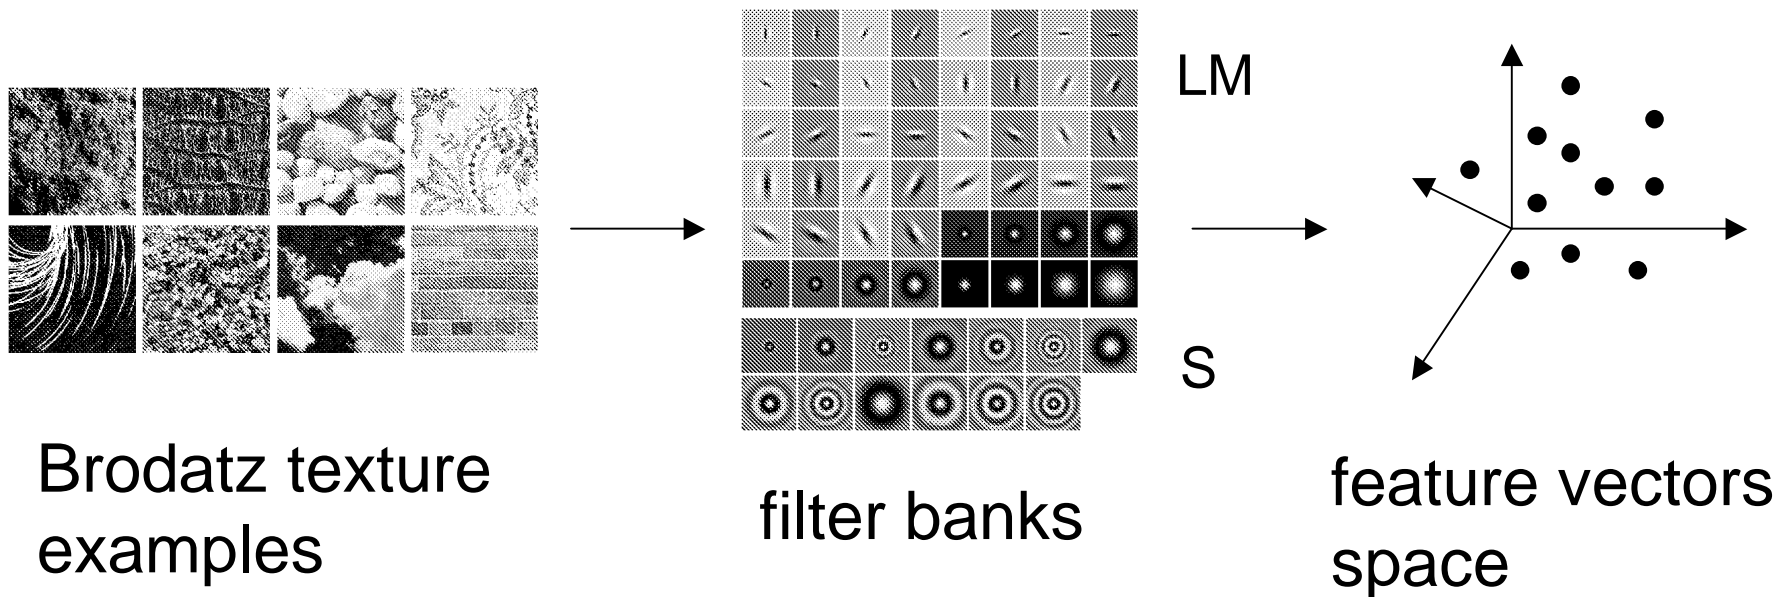 LM
S
Brodatz texture
examples
filter banks
feature vectors
space